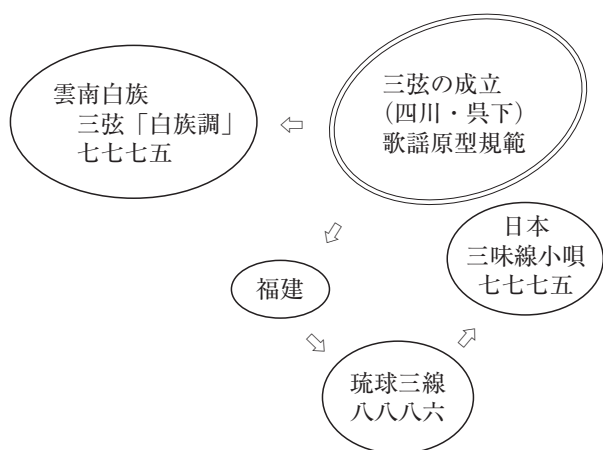 雲南白族
三弦「白族調」
七七七五
三弦の成立
(四川・呉下)
歌謡原型規範
日本
三味線小唄
七七七五
福建
琉球三線
八八八六